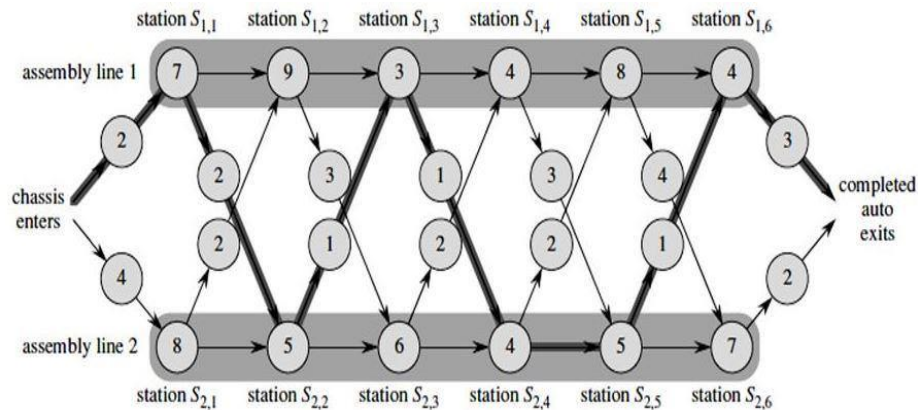 station S1,1 station S1,2 station S1,3 station S1,4 station S1,5 station S1,6
assembly line 1 7 9 3 4 8 4
2 3
2 3 1 3 4
chassis enters
completed auto exits
2 1 2 2 1
4 2
assembly line 2 8 5 6 4 5 7
station S2,1 station S2,2 station S2,3 station S2,4 station S2,5 station S2,6